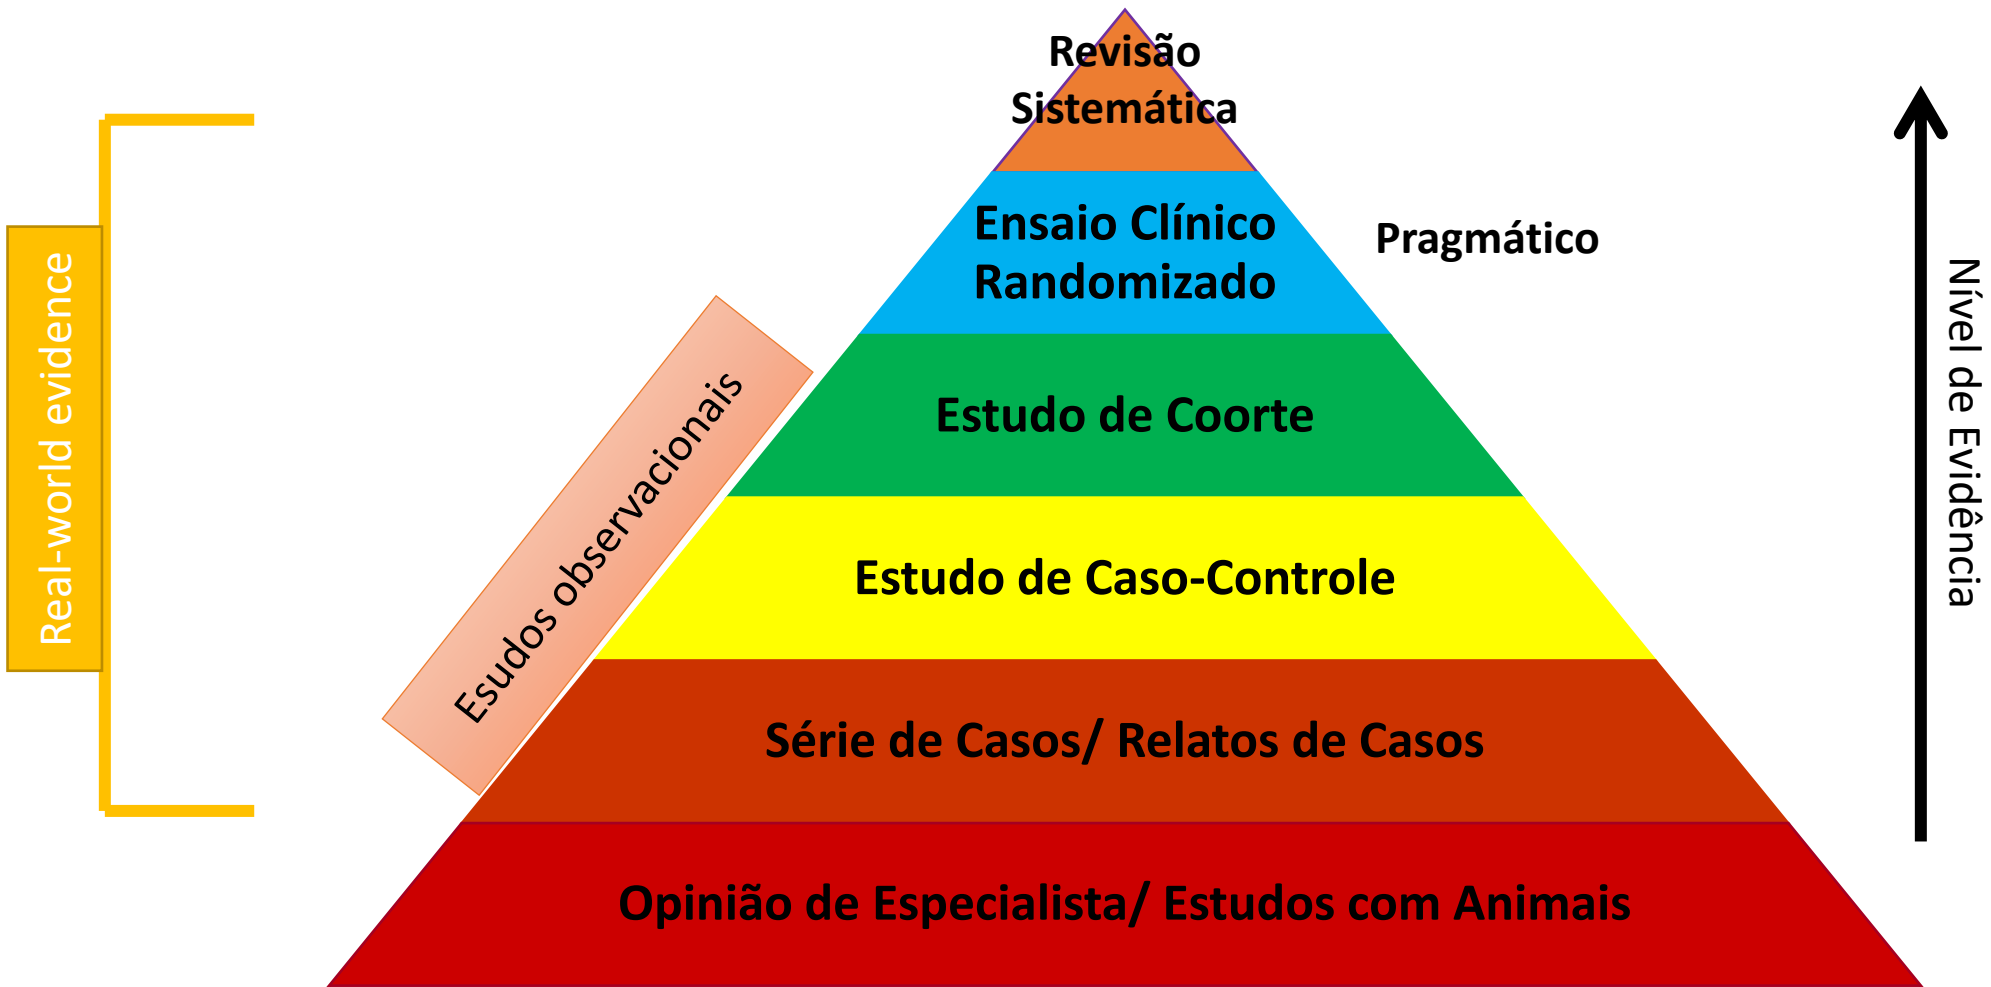 Revisão
Sistemática
Ensaio Clínico
Randomizado
Pragmático
Estudo de Coorte
Estudo de Caso-Controle
Série de Casos/ Relatos de Casos
Opinião de Especialista/ Estudos com Animais
Real-world evidence
Esudos observacionais
Nível de Evidência